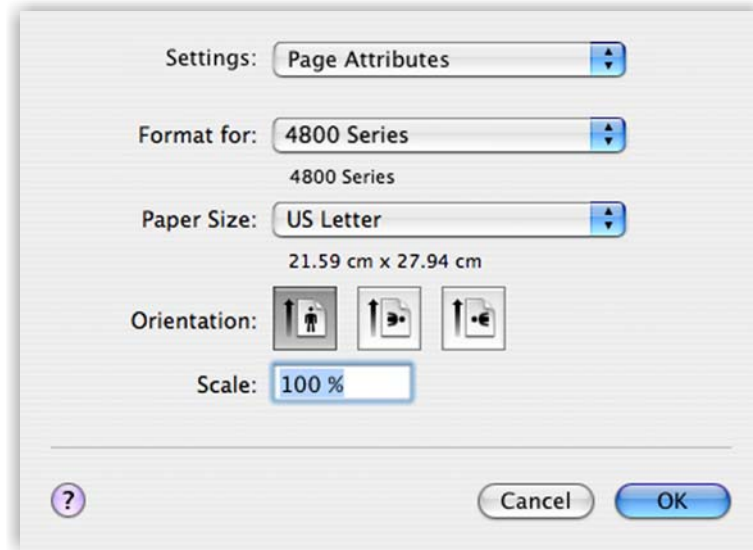 Settings: Page Attributes
Format for: 4800 Series
4800 Series
Paper Size: US Letter
21.59 cm x 27.94 cm
Orientation:
Scale: 100 %
? Cancel OK